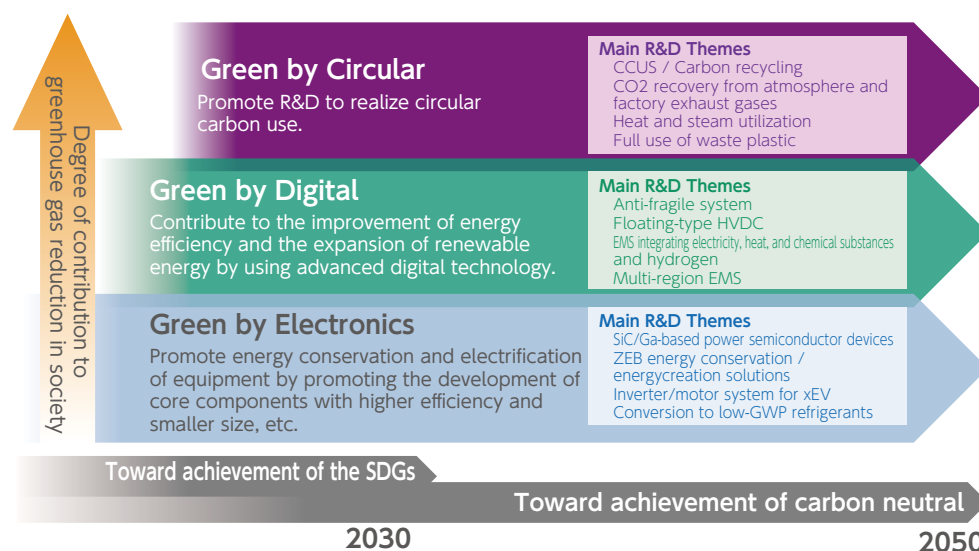 Degree of contribution to
greenhouse gas reduction in society
Green by Circular
Promote R&D to realize circular
carbon use.
Main R&D Themes
CCUS / Carbon recycling
CO2 recovery from atmosphere and
factory exhaust gases
Heat and steam utilization
Full use of waste plastic
Green by Digital
Contribute to the improvement of energy
efficiency and the expansion of renewable
energy by using advanced digital technology.
Main R&D Themes
Anti-fragile system
Floating-type HVDC
EMS integrating electricity, heat, and chemical substances
and hydrogen
Multi-region EMS
Green by Electronics
Promote energy conservation and electrification
of equipment by promoting the development of
core components with higher efficiency and
smaller size, etc.
Main R&D Themes
SiC/Ga-based power semiconductor devices
ZEB energy conservation /
energycreation solutions
Inverter/motor system for xEV
Conversion to low-GWP refrigerants
Toward achievement of the SDGs
Toward achievement of carbon neutral
2030
2050